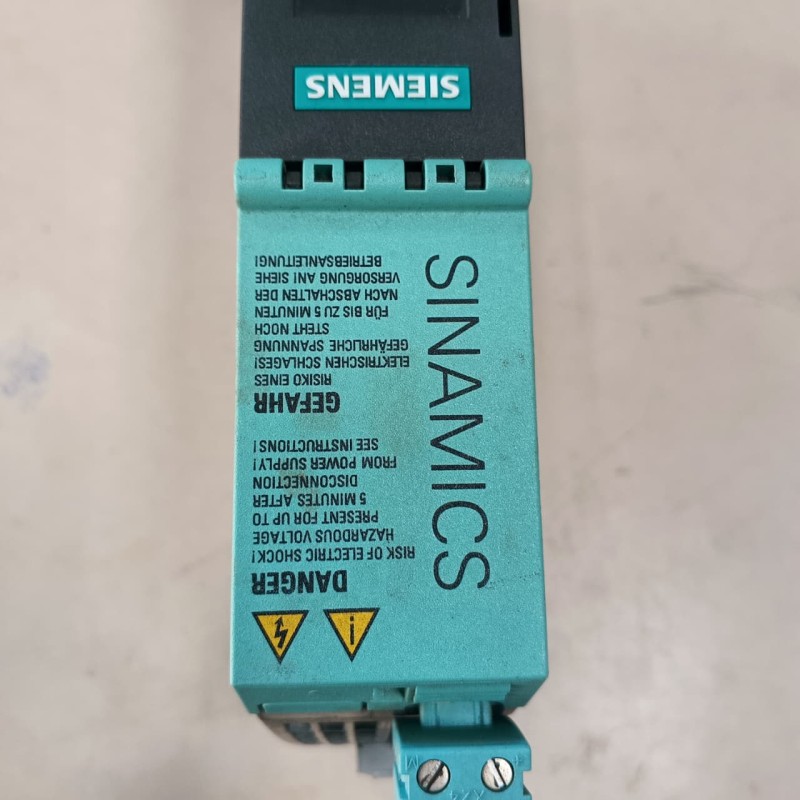 DANGER
RISK OF ELECTRIC SHOCK!
HAZARDOUS VOLTAGE
PRESENT FOR UP TO
5 MINUTES AFTER
DISCONNECTION
FROM POWER SUPPLY!
SEE INSTRUCTIONS!
GEFAHR
RISIKO EINES
ELEKTRISCHEN SCHLAGES!
GEFÄHRLICHE SPANNUNG
STEHT NOCH
FÜR BIS ZU 5 MINUTEN
NACH ABSCHALTEN DER
VERSORGUNG AN! SIEHE
BETRIEBSANLEITUNG!
SINAMICS
SIEMENS